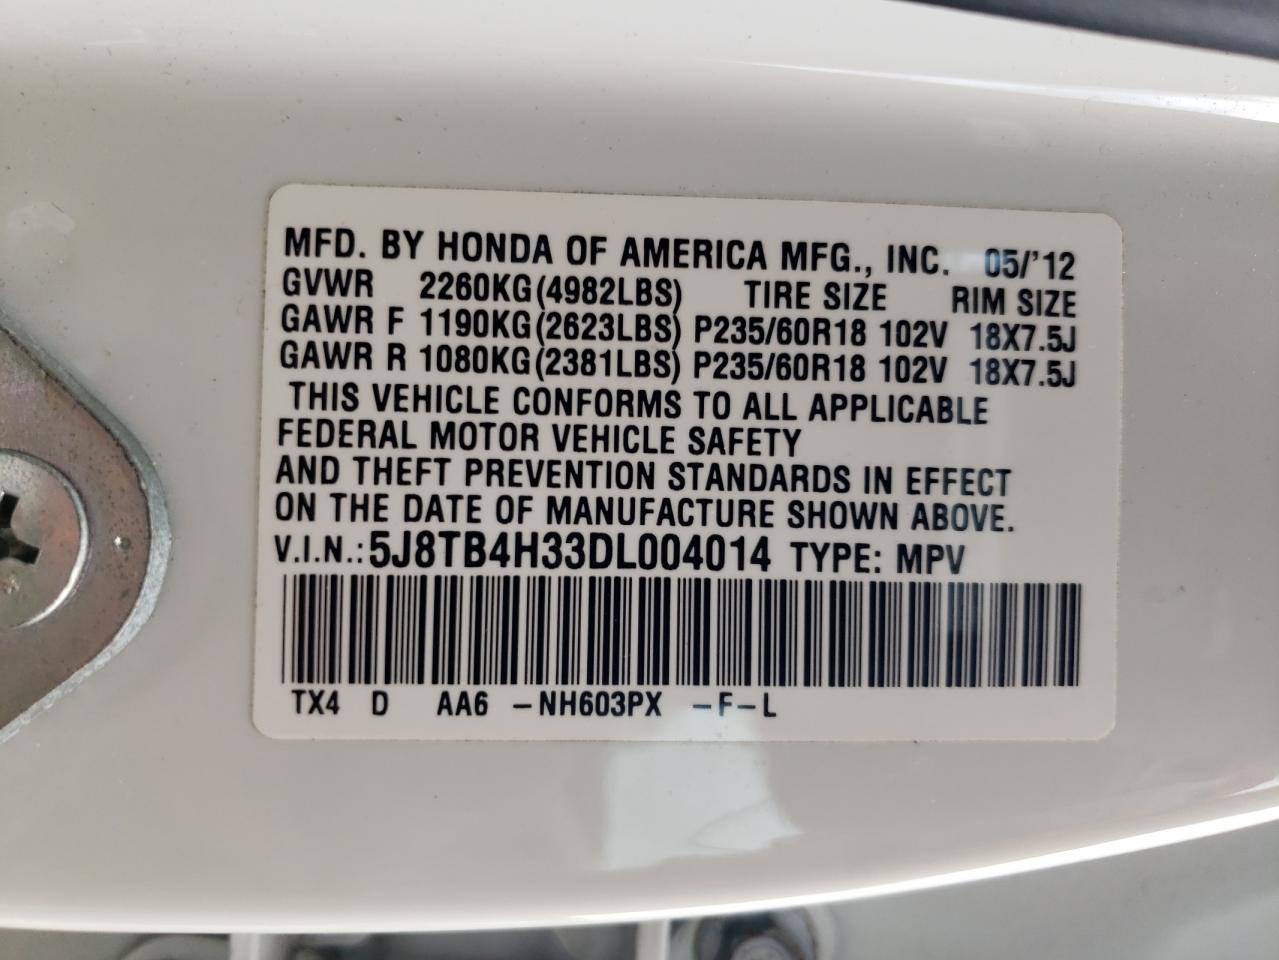 MFD. BY HONDA OF AMERICA MFG., INC. 05/'12
GVWR 2260KG(4982LBS) TIRE SIZE RIM SIZE
GAWR F 1190KG(2623LBS) P235/60R18 102V 18X7.5J
GAWR R 1080KG(2381LBS) P235/60R18 102V 18X7.5J
THIS VEHICLE CONFORMS TO ALL APPLICABLE
FEDERAL MOTOR VEHICLE SAFETY
AND THEFT PREVENTION STANDARDS IN EFFECT
ON THE DATE OF MANUFACTURE SHOWN ABOVE.
V.I.N.: 5J8TB4H33DL004014 TYPE: MPV
TX4 D AA6 -NH603PX -F-L